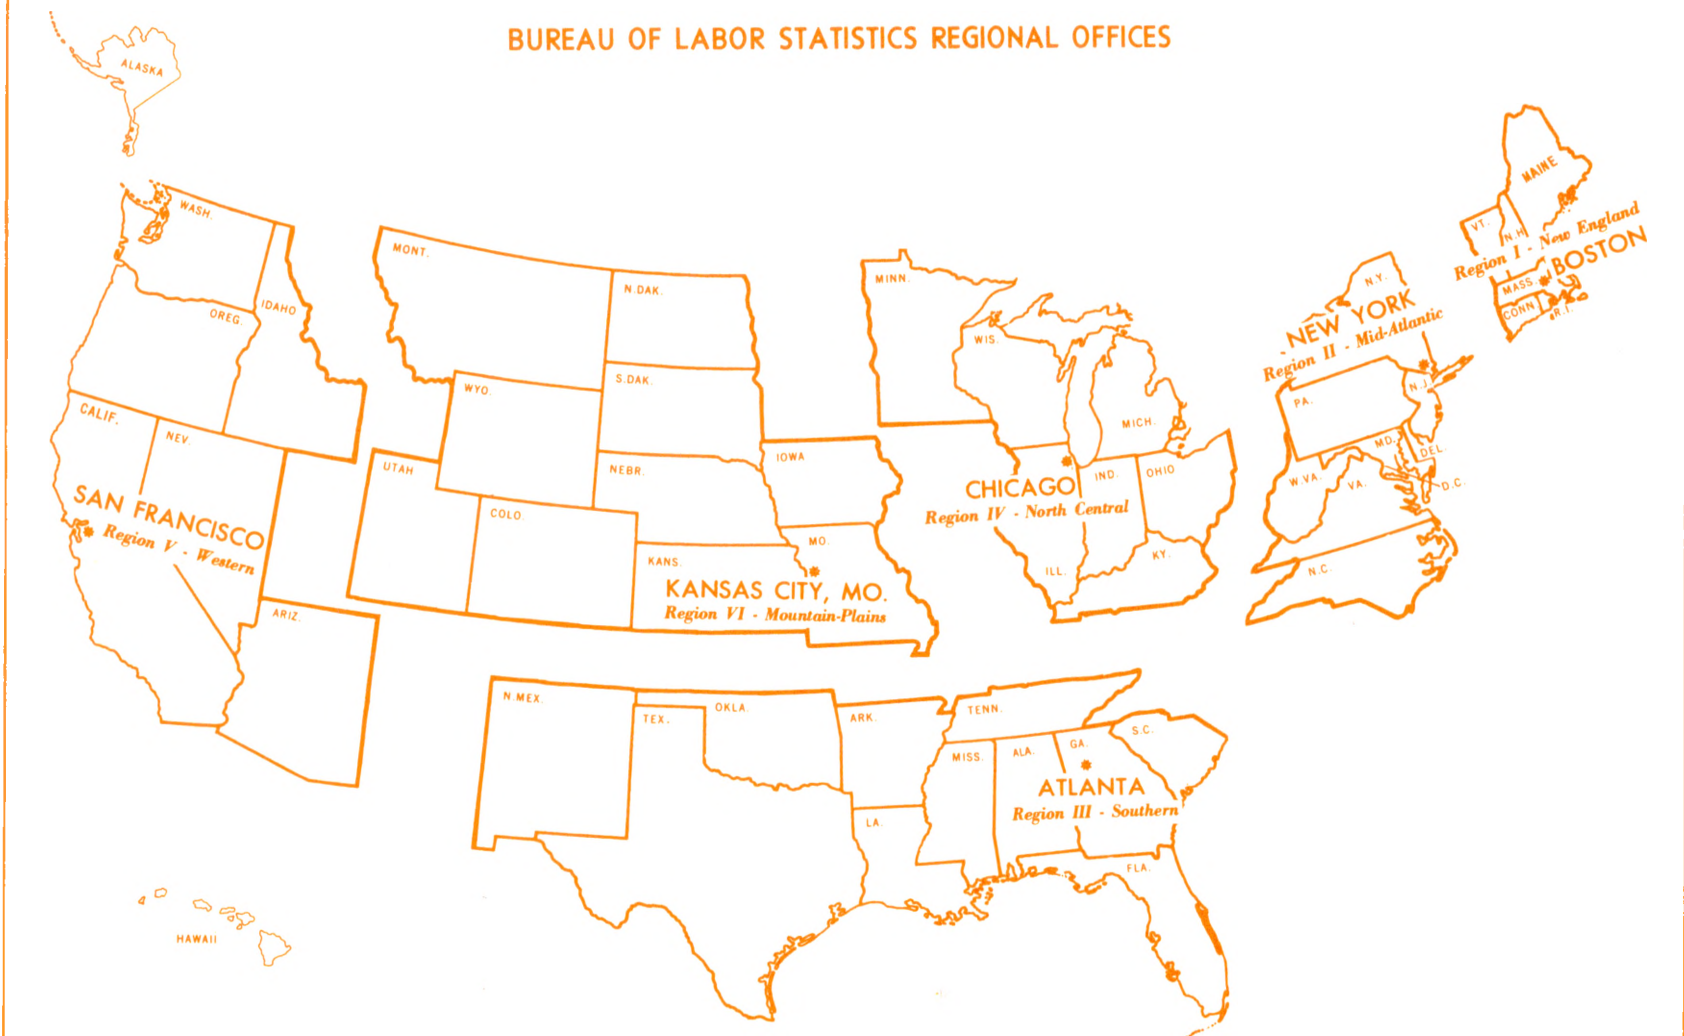 BUREAU OF LABOR STATISTICS REGIONAL OFFICES
ALASKA
WASH.
OREG.
IDAHO
CALIF.
NEV.
SAN FRANCISCO
Region V - Western
ARIZ.
HAWAII
MONT.
N.DAK.
S.DAK.
WYO.
NEBR.
UTAH
COLO.
KANS.
IOWA
MO.
KANSAS CITY, MO.
Region VI - Mountain-Plains
MINN.
WIS.
MICH.
CHICAGO
Region IV - North Central
IND.
OHIO
ILL.
KY.
MAINE
VT.
N.H.
Region I - New England
BOSTON
MASS.
CONN.
R.I.
N.Y.
NEW YORK
Region II - Mid-Atlantic
PA.
N.J.
MD.
DEL.
W.VA.
VA.
D.C.
N.C.
N.MEX.
TEX.
OKLA.
ARK.
LA.
TENN.
MISS.
ALA.
GA.
S.C.
ATLANTA
Region III - Southern
FLA.